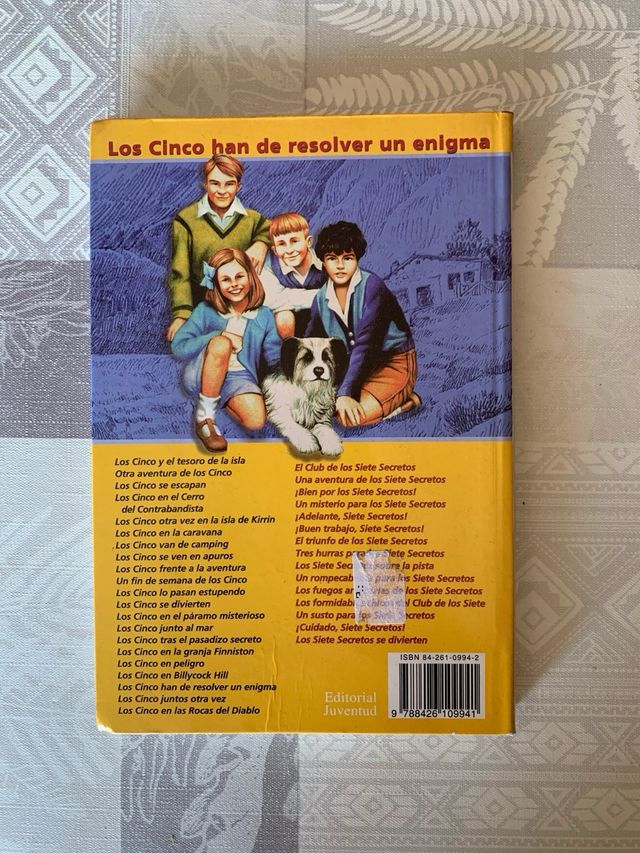 Los Cinco han de resolver un enigma
Los Cinco y el tesoro de la isla
Otra aventura de los Cinco
Los Cinco se escapan
Los Cinco en el Cerro
del Contrabandista
Los Cinco otra vez en la isla de Kirrin
Los Cinco en la caravana
Los Cinco van de camping
Los Cinco se ven en apuros
Los Cinco frente a la aventura
Un fin de semana de los Cinco
Los Cinco lo pasan estupendo
Los Cinco se divierten
Los Cinco en el páramo misterioso
Los Cinco junto al mar
Los Cinco tras el pasadizo secreto
Los Cinco en la granja Finniston
Los Cinco en peligro
Los Cinco en Billycock Hill
Los Cinco han de resolver un enigma
Los Cinco juntos otra vez
Los Cinco en las Rocas del Diablo
El Club de los Siete Secretos
Una aventura de los Siete Secretos
¡Bien por los Siete Secretos!
Un misterio para los Siete Secretos
¡Adelante, Siete Secretos!
¡Buen trabajo, Siete Secretos!
El triunfo de los Siete Secretos
Tres hurras Siete Secretos
Los Siete la pista
Un para los Siete Secretos
Los fuegos de los Siete Secretos
Los chicos del Club de los Siete
Un susto para los Siete Secretos
¡Cuidado, Siete Secretos!
Los Siete Secretos se divierten
Editorial
Juventud
ISBN 84-261-0994-2
9 788426 109941